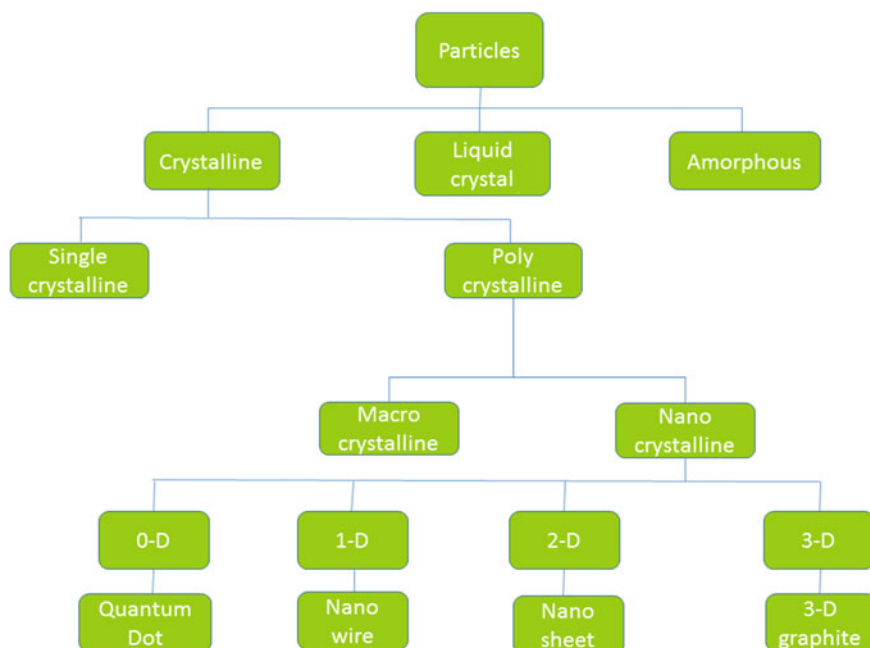 Particles
Crystalline
Liquid
crystal
Amorphous
Single
crystalline
Poly
crystalline
Macro
crystalline
Nano
crystalline
0-D
1-D
2-D
3-D
Quantum
Dot
Nano
wire
Nano
sheet
3-D
graphite